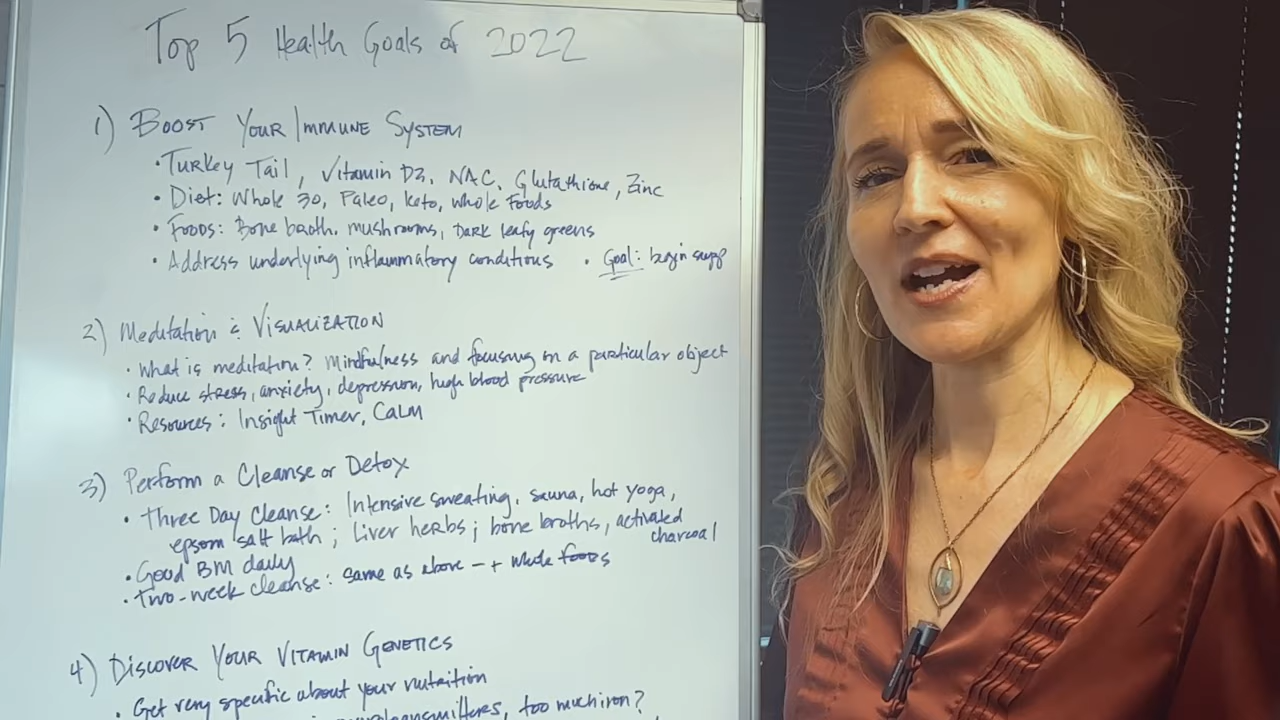 Top 5 Health Goals of 2022
1) Boost Your Immune System
• Turkey Tail, Vitamin D3, NAC, Glutathione, Zinc
• Diet: Whole 30, Paleo, keto, whole foods
• Foods: Bone broth, mushrooms, Dark leafy greens
• Address underlying inflammatory conditions • Goal: begin supp
2) Meditation & Visualization
• What is meditation? Mindfulness and focusing on a particular object
• Reduce stress, anxiety, depression, high blood pressure
• Resources: Insight Timer, Calm
3) Perform a Cleanse or Detox
• Three Day Cleanse: Intensive sweating, sauna, hot yoga,
epsom salt bath; Liver herbs; bone broths, activated
charcoal
• Good BM daily
• Two-week cleanse: same as above - + whole foods
4) Discover Your Vitamin Genetics
• Get very specific about your nutrition
too much iron?